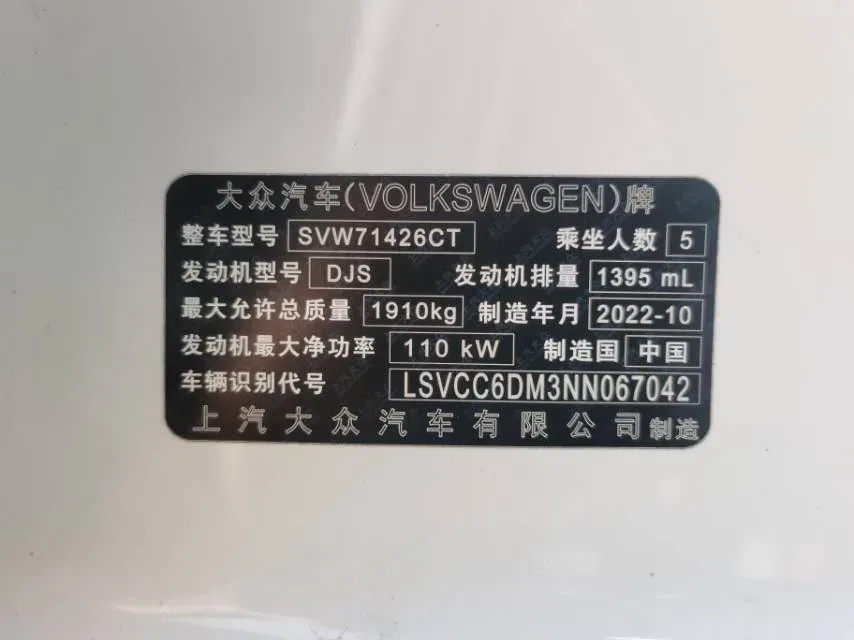 大众汽车(VOLKSWAGEN)牌
整车型号 SVW71426CT 乘坐人数 5
发动机型号 DJS 发动机排量 1395 mL
最大允许总质量 1910kg 制造年月 2022-10
发动机最大净功率 110 kW 制造国 中国
车辆识别代号 LSVCC6DM3NN067042
上汽大众汽车有限公司制造